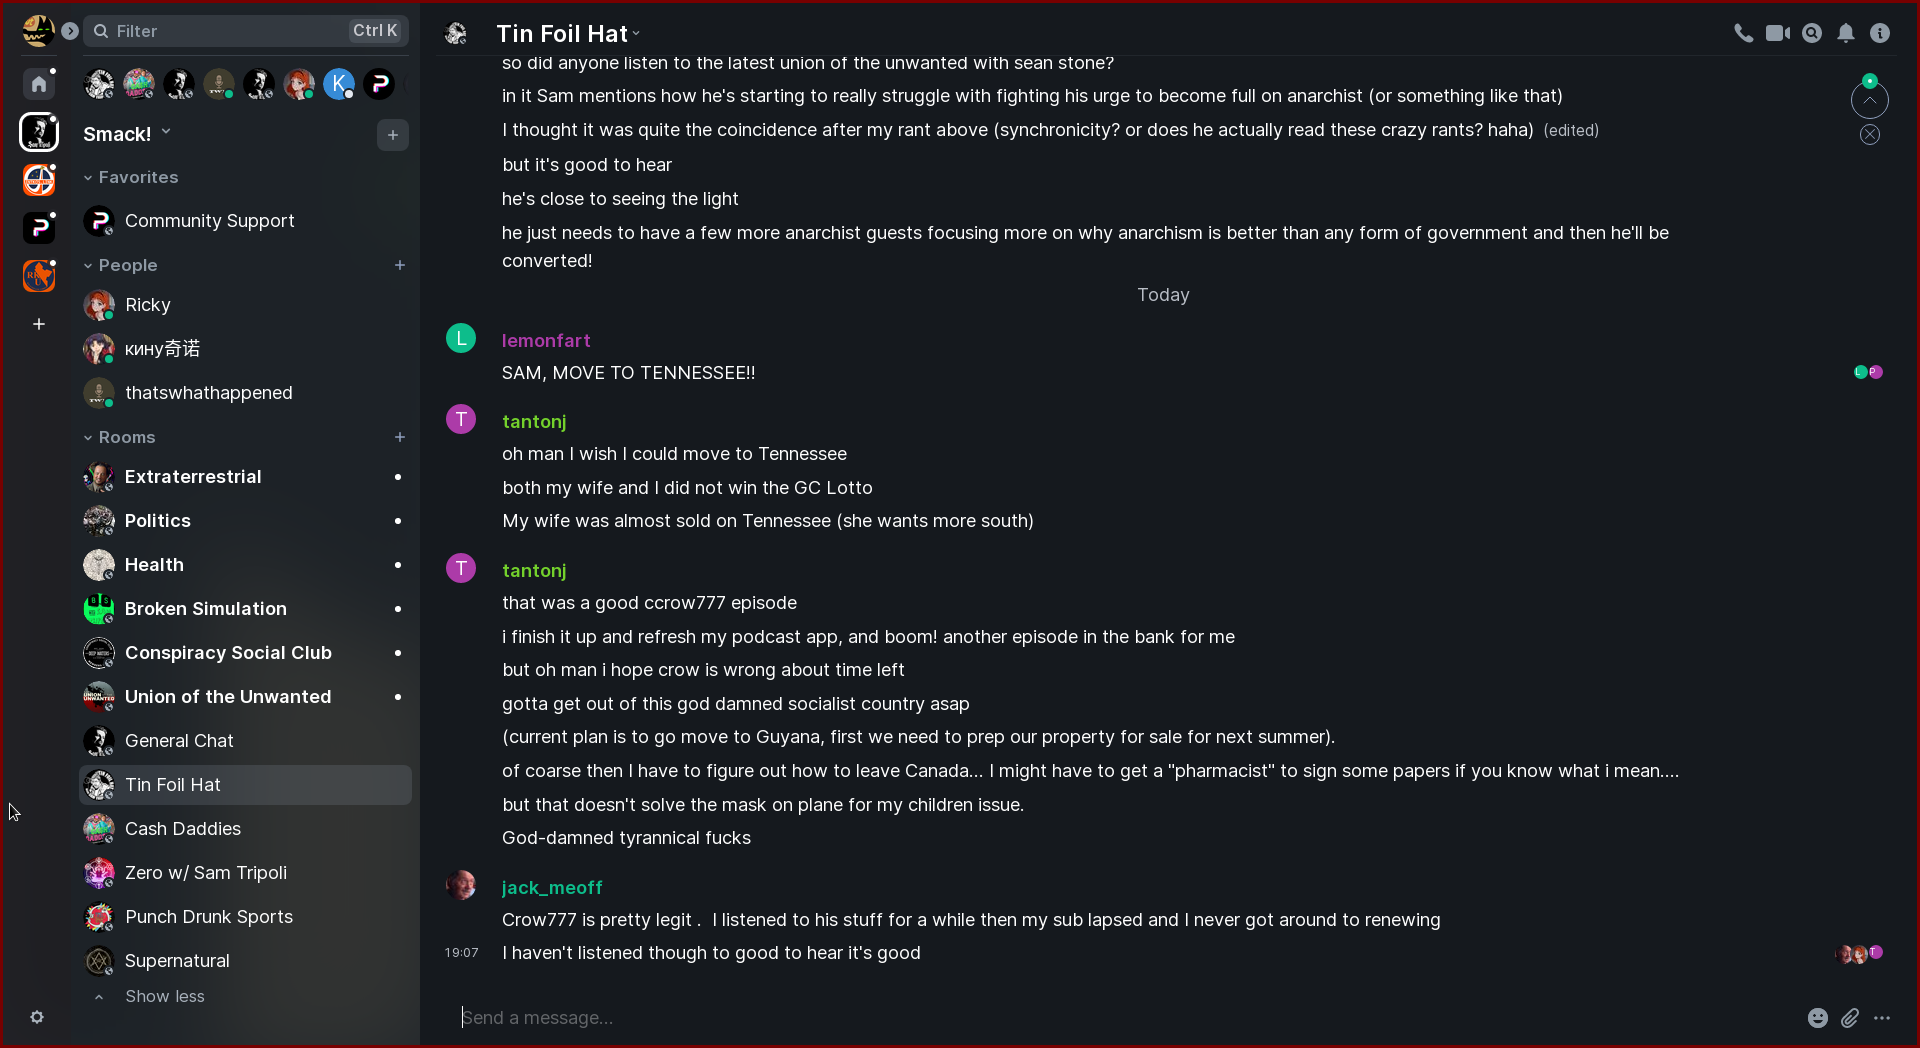 Filter
Ctrl K
K
Smack!
Favorites
Community Support
People
Ricky
кину奇诺
thatswhathappened
Rooms
Extraterrestrial
Politics
Health
Broken Simulation
Conspiracy Social Club
Union of the Unwanted
General Chat
Tin Foil Hat
Cash Daddies
Zero w/ Sam Tripoli
Punch Drunk Sports
Supernatural
Show less
Tin Foil Hat
so did anyone listen to the latest union of the unwanted with sean stone?
in it Sam mentions how he's starting to really struggle with fighting his urge to become full on anarchist (or something like that)
I thought it was quite the coincidence after my rant above (synchronicity? or does he actually read these crazy rants? haha) (edited)
but it's good to hear
he's close to seeing the light
he just needs to have a few more anarchist guests focusing more on why anarchism is better than any form of government and then he'll be
converted!
Today
L
lemonfart
SAM, MOVE TO TENNESSEE!!
L P
T
tantonj
oh man I wish I could move to Tennessee
both my wife and I did not win the GC Lotto
My wife was almost sold on Tennessee (she wants more south)
T
tantonj
that was a good ccrow777 episode
i finish it up and refresh my podcast app, and boom! another episode in the bank for me
but oh man i hope crow is wrong about time left
gotta get out of this god damned socialist country asap
(current plan is to go move to Guyana, first we need to prep our property for sale for next summer).
of coarse then I have to figure out how to leave Canada... I might have to get a "pharmacist" to sign some papers if you know what i mean....
but that doesn't solve the mask on plane for my children issue.
God-damned tyrannical fucks
jack_meoff
Crow777 is pretty legit .  I listened to his stuff for a while then my sub lapsed and I never got around to renewing
19:07
I haven't listened though to good to hear it's good
T
Send a message...